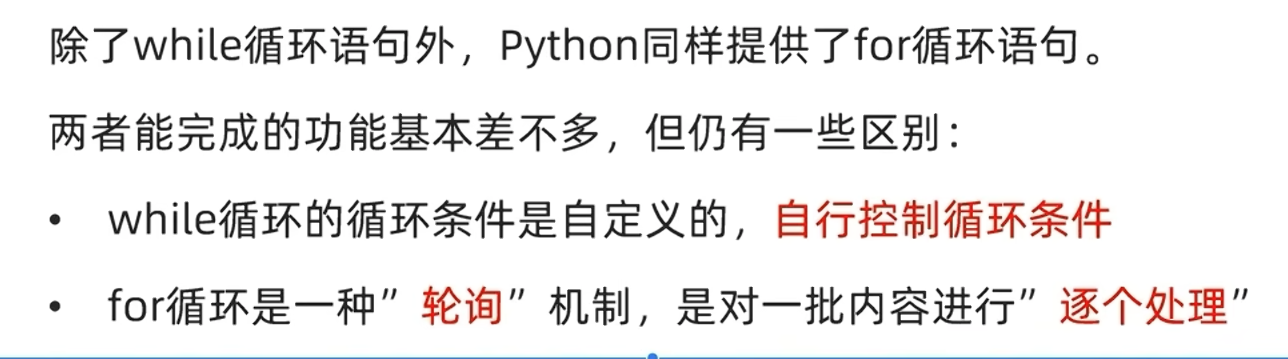 除了while循环语句外，Python同样提供了for循环语句。
两者能完成的功能基本差不多，但仍有一些区别：
• while循环的循环条件是自定义的，自行控制循环条件
• for循环是一种”轮询”机制，是对一批内容进行”逐个处理”